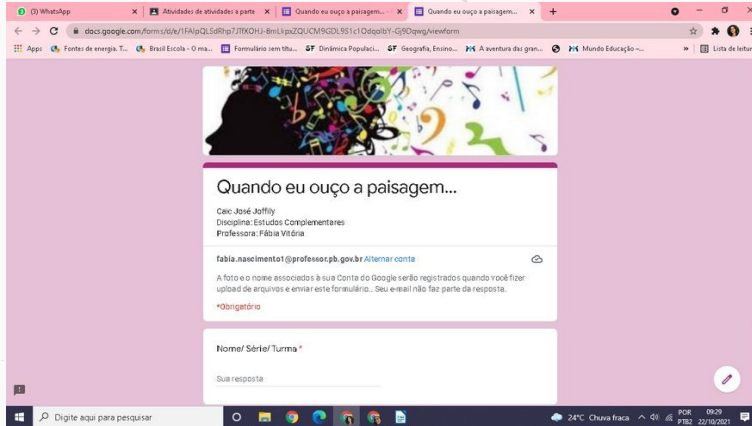 (3) WhatsApp
Atividades de atividades a parte
Quando eu ouço a paisagem...
Quando eu ouço a paisagem...
docs.google.com/forms/d/e/
/viewform
Apps
Fontes de energia. T...
Brasil Escola - O ma...
Formulário sem títu...
Dinâmica Populaci...
Geografia, Ensino...
A aventura das gran...
Mundo Educação –...
»
Lista de leitur
Quando eu ouço a paisagem...
Caic José Joffily
Disciplina: Estudos Complementares
Professora: Fábia Vitória
fabia.nascimento1@professor.pb.gov.br Alternar conta
A foto e o nome associados à sua Conta do Google serão registrados quando você fizer
upload de arquivos e enviar este formulário.. Seu e-mail não faz parte da resposta.
*Obrigatório
Nome/ Série/ Turma *
Sua resposta
Digite aqui para pesquisar
24°C Chuva fraca
POR
PTB2
09:29
22/10/2021